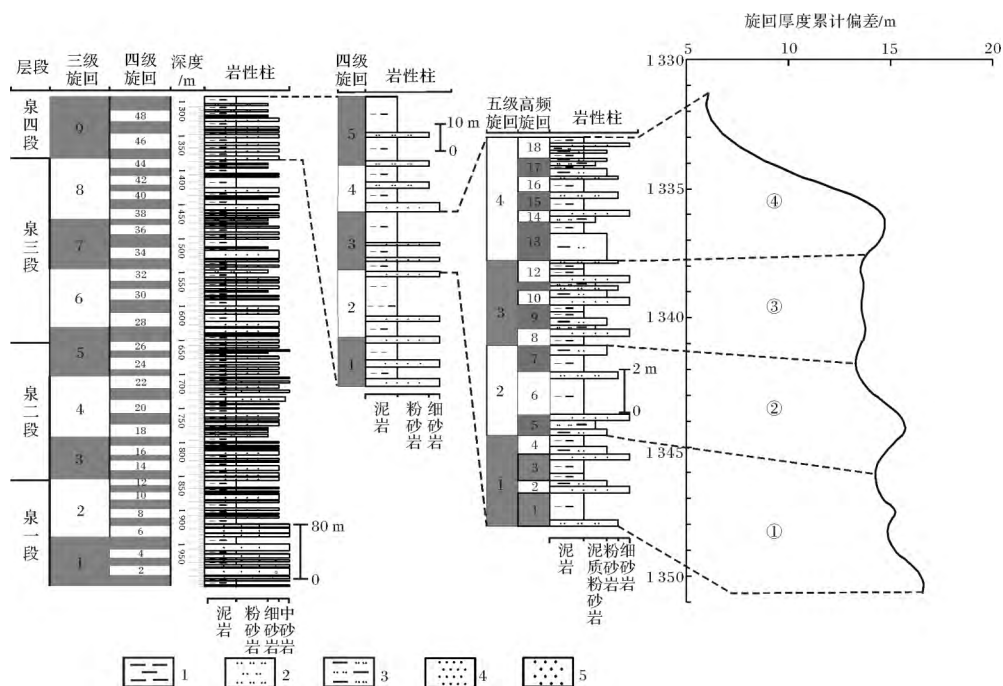 旋回厚度累计偏差/m
5 10 15 20
1 330
1 335
1 340
1 345
1 350
④
③
②
①
层段
三级旋回
四级旋回
深度/m
岩性柱
泉四段
泉三段
泉二段
泉一段
9
8
7
6
5
4
3
2
1
48
46
44
42
40
38
36
34
32
30
28
26
24
22
20
18
16
14
12
10
8
6
4
2
1 300
1 350
1 400
1 450
1 500
1 550
1 600
1 650
1 700
1 750
1 800
1 850
1 900
1 950
80 m
0
泥岩
粉砂岩
细砂岩
中砂岩
四级旋回
岩性柱
5
4
3
2
1
10 m
0
泥岩
粉砂岩
细砂岩
五级旋回
高频旋回
岩性柱
4
3
2
1
18
17
16
15
14
13
12
10
9
8
7
6
5
4
3
2
1
2 m
0
泥岩
泥质粉砂岩
粉砂岩
细砂岩
1 2 3 4 5